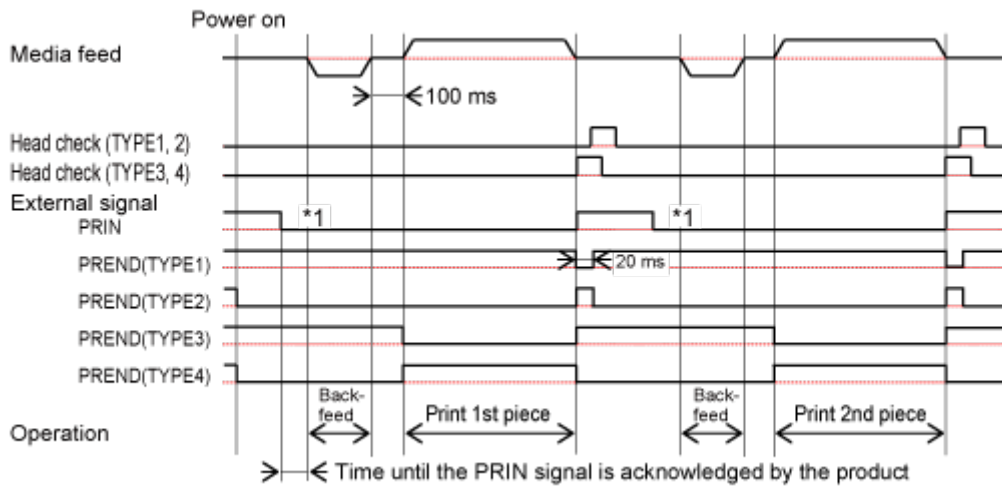 Power on
Media feed
100 ms
Head check (TYPE1, 2)
Head check (TYPE3, 4)
External signal
PRIN
*1
*1
PREND(TYPE1)
20 ms
PREND(TYPE2)
PREND(TYPE3)
PREND(TYPE4)
Back-
feed
Print 1st piece
Back-
feed
Print 2nd piece
Operation
Time until the PRIN signal is acknowledged by the product